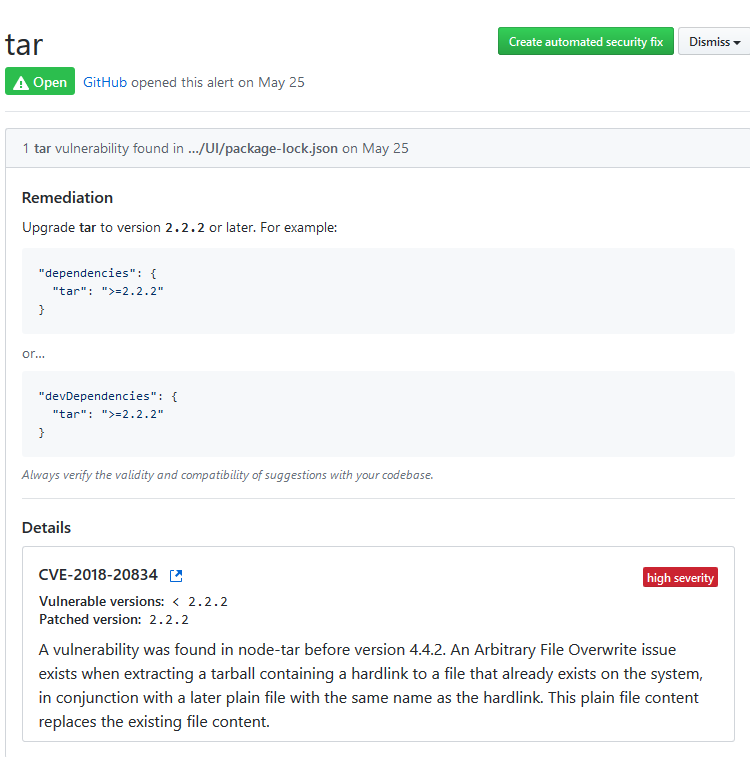 tar
Create automated security fix
Dismiss
Open GitHub opened this alert on May 25
1 tar vulnerability found in .../UI/package-lock.json on May 25
Remediation
Upgrade tar to version 2.2.2 or later. For example:
"dependencies": {
  "tar": ">=2.2.2"
}
or...
"devDependencies": {
  "tar": ">=2.2.2"
}
Always verify the validity and compatibility of suggestions with your codebase.
Details
CVE-2018-20834
high severity
Vulnerable versions: < 2.2.2
Patched version: 2.2.2
A vulnerability was found in node-tar before version 4.4.2. An Arbitrary File Overwrite issue
exists when extracting a tarball containing a hardlink to a file that already exists on the system,
in conjunction with a later plain file with the same name as the hardlink. This plain file content
replaces the existing file content.